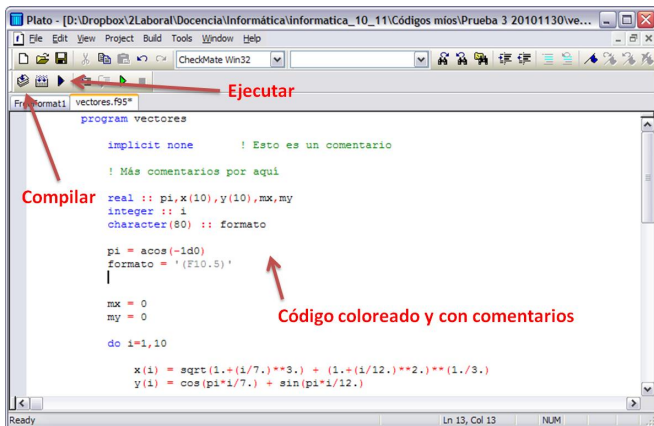 Plato - [D:\Dropbox\2Laboral\Docencia\Informática\informatica_10_11\Códigos míos\Prueba 3 20101130\ve...
File Edit View Project Build Tools Window Help
CheckMate Win32
Ejecutar
vectores.f95*
program vectores
implicit none ! Esto es un comentario
! Más comentarios por aquí
Compilar
real :: pi,x(10),y(10),mx,my
integer :: i
character(80) :: formato
pi = acos(-1d0)
formato = '(F10.5)'
mx = 0
my = 0
Código coloreado y con comentarios
do i=1,10
x(i) = sqrt(1.+(i/7.)**3.) + (1.+(i/12.)**2.)**(1./3.)
y(i) = cos(pi*i/7.) + sin(pi*i/12.)
Ready Ln 13, Col 13 NUM